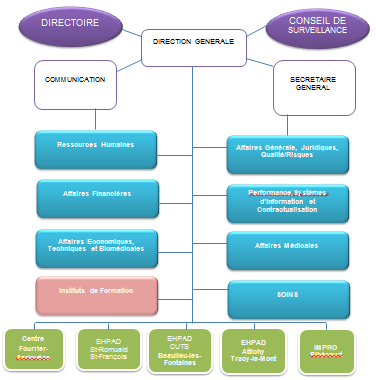 DIRECTOIRE
CONSEIL DE
SURVEILLANCE
DIRECTION GENERALE
COMMUNICATION
SECRETAIRE
GENERAL
Ressources Humaines
Affaires Générale, Juridiques,
Qualité/Risques
Affaires Financières
Performance, Systèmes
d'Information et
Contractualisation
Affaires Economiques,
Techniques et Biomédicales
Affaires Médicales
Instituts de Formation
SOINS
Centre
Fourrier-
EHPAD
St-Romuald
St-François
EHPAD
CUTS
Beaulieu-les-
Fontaines
EHPAD
Attichy
Tracy-le-Mont
IMPRO